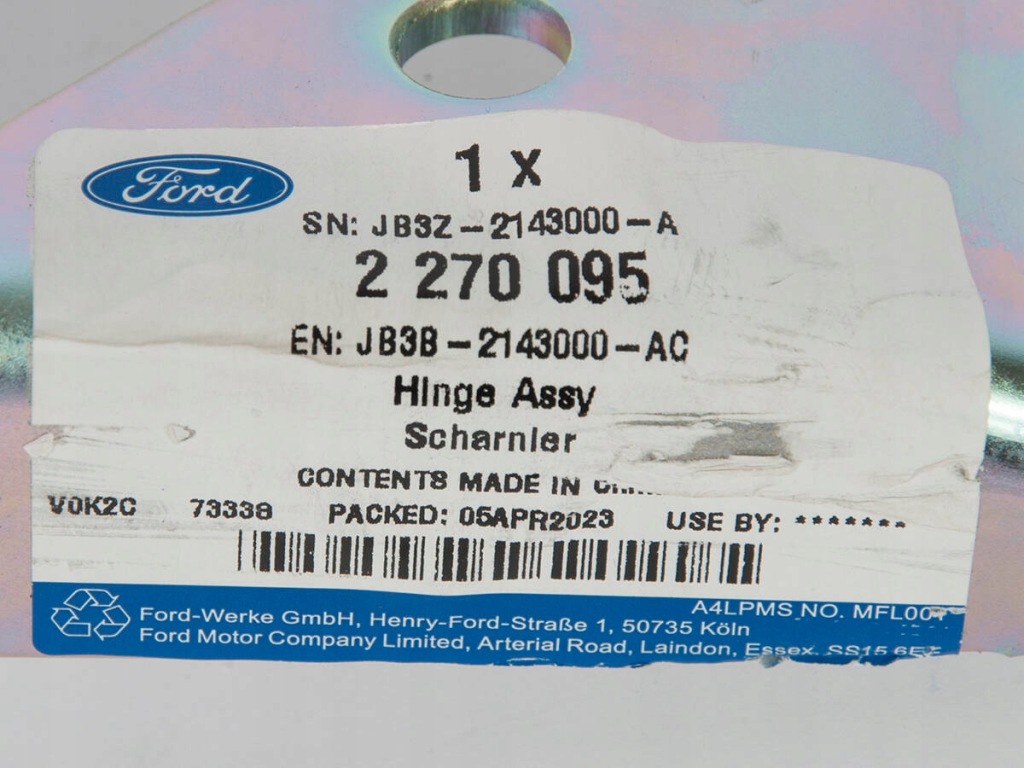 Ford
1 x
SN: JB3Z-2143000-A
2 270 095
EN: JB3B-2143000-AC
Hinge Assy
Scharnier
CONTENTS MADE IN
V0K2C 73338 PACKED: 05APR2023 USE BY: *******
A4LPMS NO.
Ford-Werke GmbH, Henry-Ford-Straße 1, 50735 Köln
Ford Motor Company Limited, Arterial Road, Laindon, Essex. SS15